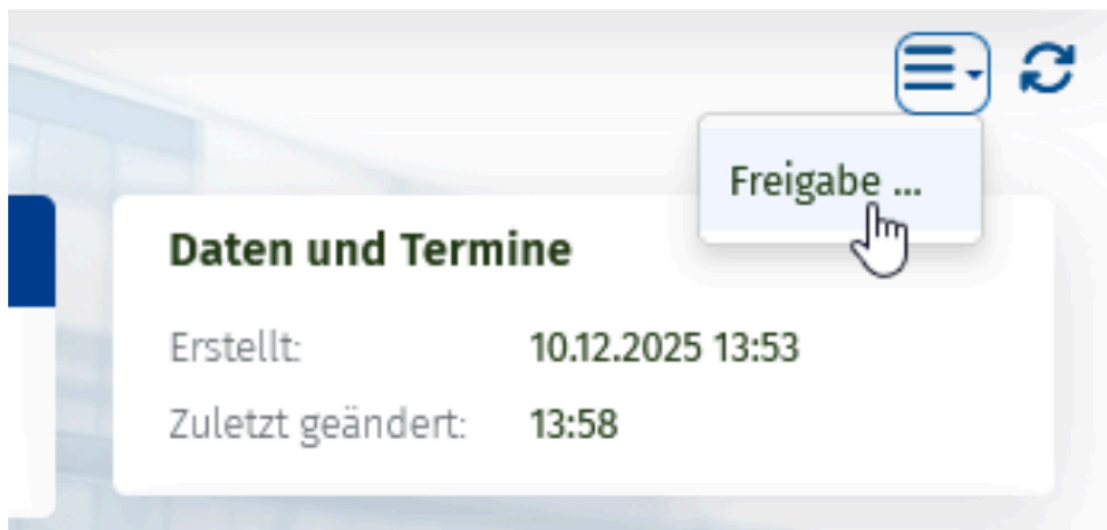 Freigabe ...
Daten und Termine
Erstellt: 10.12.2025 13:53
Zuletzt geändert: 13:58